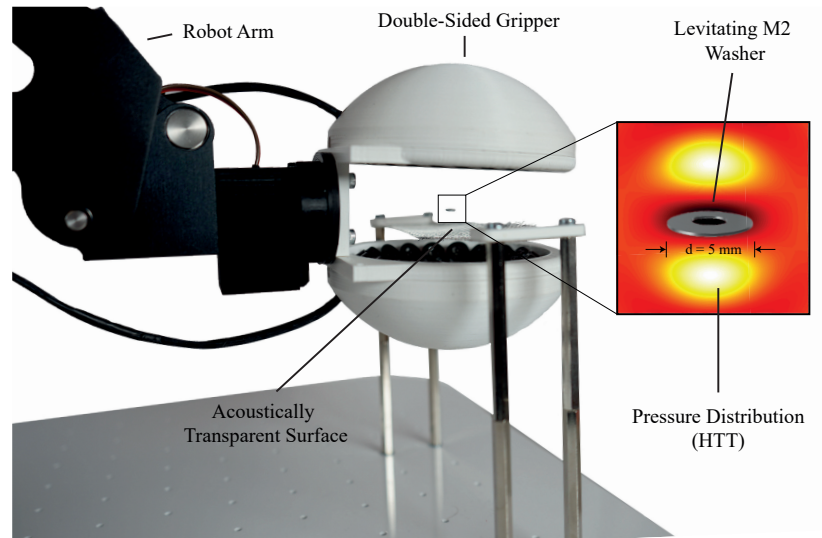 Robot Arm
Double-Sided Gripper
Levitating M2
Washer
d = 5 mm
Acoustically
Transparent Surface
Pressure Distribution
(HTT)